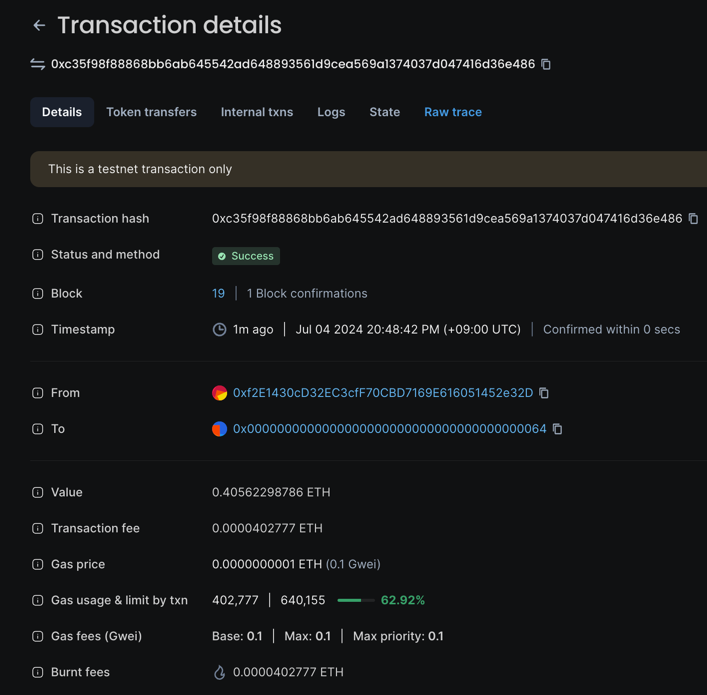 Transaction details
0xc35f98f88868bb6ab645542ad648893561d9cea569a1374037d047416d36e486
Details Token transfers Internal txns Logs State Raw trace
This is a testnet transaction only
Transaction hash 0xc35f98f88868bb6ab645542ad648893561d9cea569a1374037d047416d36e486
Status and method Success
Block 19 | 1 Block confirmations
Timestamp 1m ago | Jul 04 2024 20:48:42 PM (+09:00 UTC) | Confirmed within 0 secs
From 0xf2E1430cD32EC3cfF70CBD7169E616051452e32D
To 0x0000000000000000000000000000000000000064
Value 0.40562298786 ETH
Transaction fee 0.0000402777 ETH
Gas price 0.0000000001 ETH (0.1 Gwei)
Gas usage & limit by txn 402,777 | 640,155 62.92%
Gas fees (Gwei) Base: 0.1 | Max: 0.1 | Max priority: 0.1
Burnt fees 0.0000402777 ETH